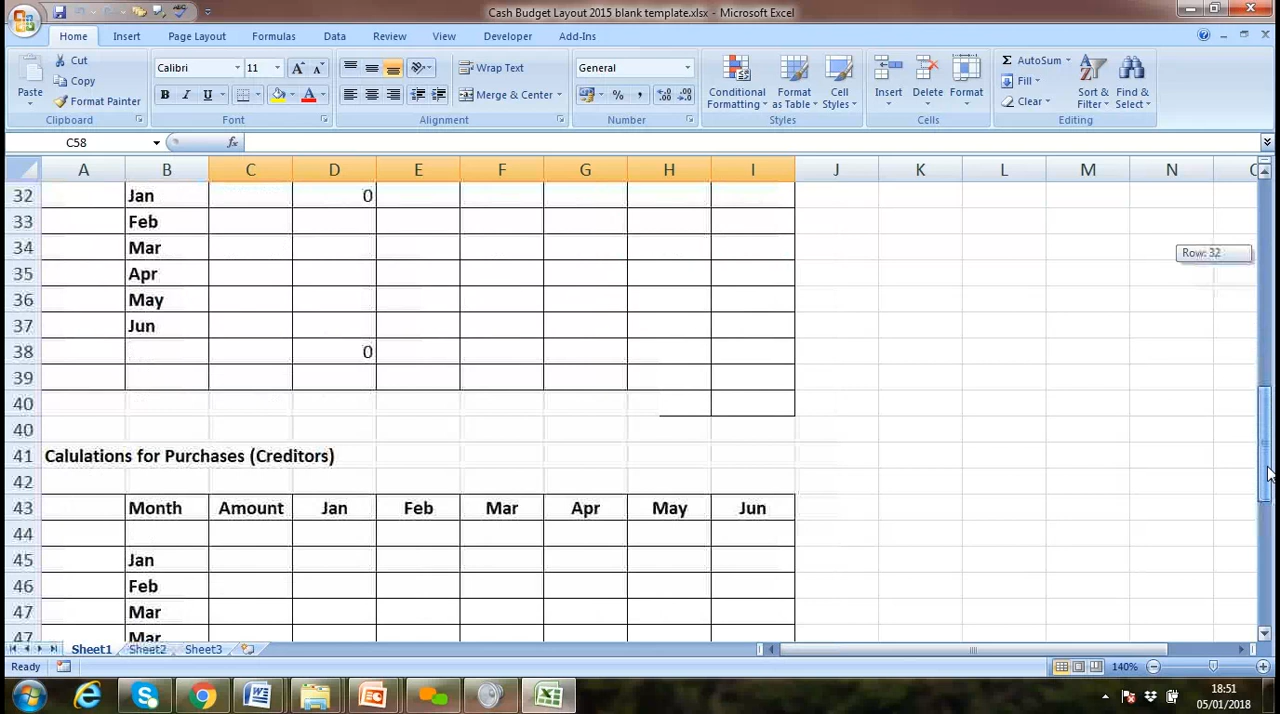 Cash Budget Layout 2015 blank template.xlsx - Microsoft Excel
Home Insert Page Layout Formulas Data Review View Developer Add-Ins
Paste
Cut
Copy
Format Painter
Clipboard
Calibri 11
B I U
Font
Wrap Text
Merge & Center
Alignment
General
% ,
Number
Conditional Formatting
Format as Table
Cell Styles
Styles
Insert Delete Format
Cells
AutoSum
Fill
Clear
Sort & Filter
Find & Select
Editing
C58 fx
A B C D E F G H I J K L M N
32 Jan 0
33 Feb
34 Mar
Row: 32
35 Apr
36 May
37 Jun
38 0
39
40
40
41 Calulations for Purchases (Creditors)
42
43 Month Amount Jan Feb Mar Apr May Jun
44
45 Jan
46 Feb
47 Mar
47 Mar
Sheet1 Sheet2 Sheet3
Ready 140%
18:51
05/01/2018